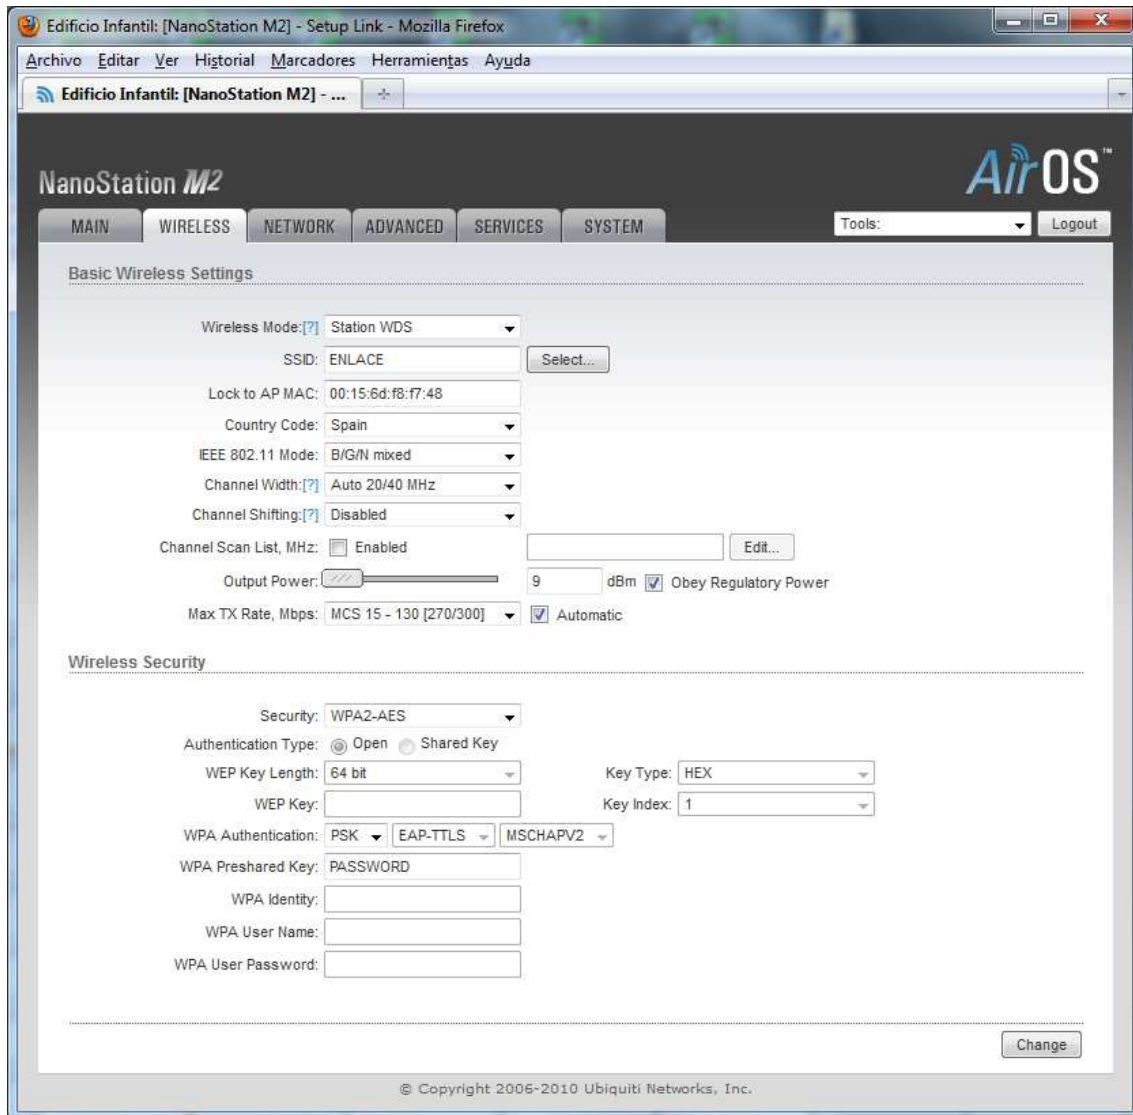 Edificio Infantil: [NanoStation M2] - Setup Link - Mozilla Firefox
Archivo Editar Ver Historial Marcadores Herramientas Ayuda
Edificio Infantil: [NanoStation M2] - ...
NanoStation M2
AirOS™
MAIN WIRELESS NETWORK ADVANCED SERVICES SYSTEM Tools: Logout
Basic Wireless Settings
Wireless Mode:[?] Station WDS
SSID: ENLACE Select...
Lock to AP MAC: 00:15:6d:f8:f7:48
Country Code: Spain
IEEE 802.11 Mode: B/G/N mixed
Channel Width:[?] Auto 20/40 MHz
Channel Shifting:[?] Disabled
Channel Scan List, MHz: Enabled Edit...
Output Power: 9 dBm Obey Regulatory Power
Max TX Rate, Mbps: MCS 15 - 130 [270/300] Automatic
Wireless Security
Security: WPA2-AES
Authentication Type: Open Shared Key
WEP Key Length: 64 bit Key Type: HEX
WEP Key: Key Index: 1
WPA Authentication: PSK EAP-TTLS MSCHAPV2
WPA Preshared Key: PASSWORD
WPA Identity:
WPA User Name:
WPA User Password:
Change
© Copyright 2006-2010 Ubiquiti Networks, Inc.